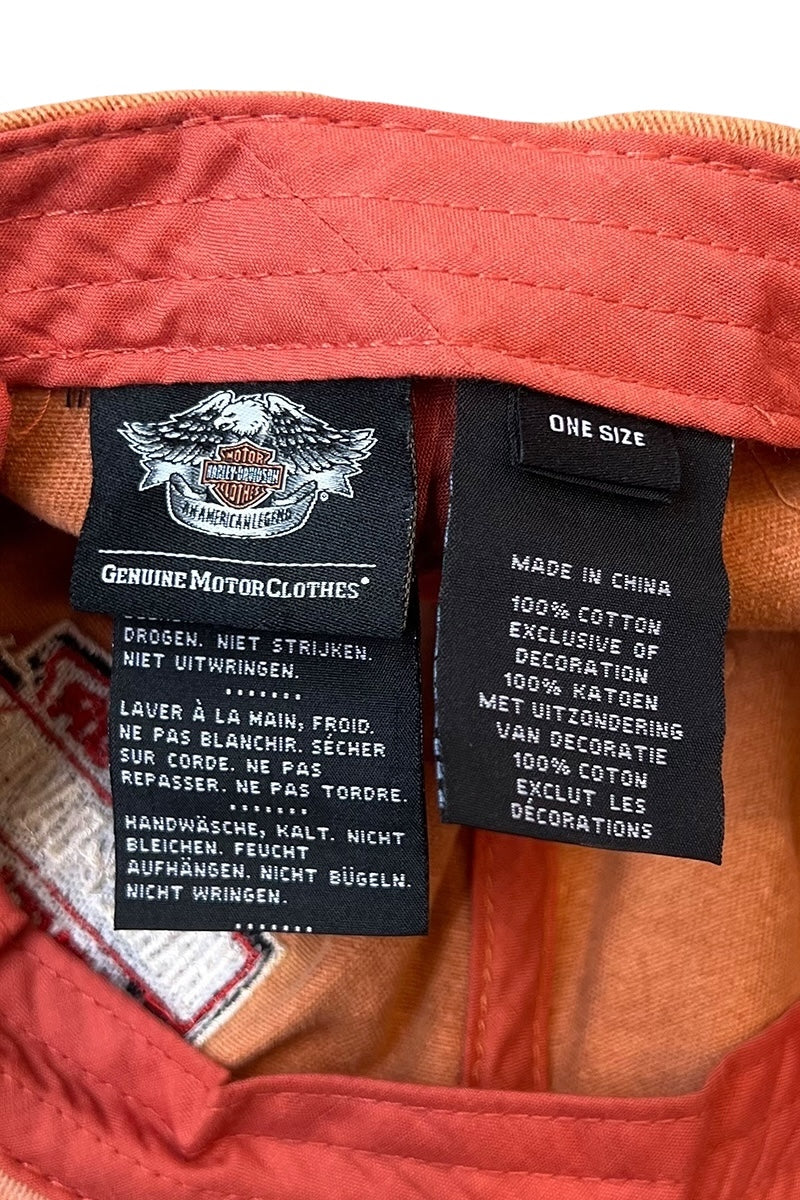 MOTOR
HARLEY-DAVIDSON
CLOTHES
AN AMERICAN LEGEND
®
GENUINE MOTORCLOTHES®
DROGEN. NIET STRIJKEN.
NIET UITWRINGEN.
.......
LAVER À LA MAIN, FROID.
NE PAS BLANCHIR. SÉCHER
SUR CORDE. NE PAS
REPASSER. NE PAS TORDRE.
.......
HANDWÄSCHE, KALT. NICHT
BLEICHEN. FEUCHT
AUFHÄNGEN. NICHT BÜGELN.
NICHT WRINGEN.
.......
ONE SIZE
MADE IN CHINA
100% COTTON
EXCLUSIVE OF
DECORATION
100% KATOEN
MET UITZONDERING
VAN DECORATIE
100% COTON
EXCLUT LES
DÉCORATIONS